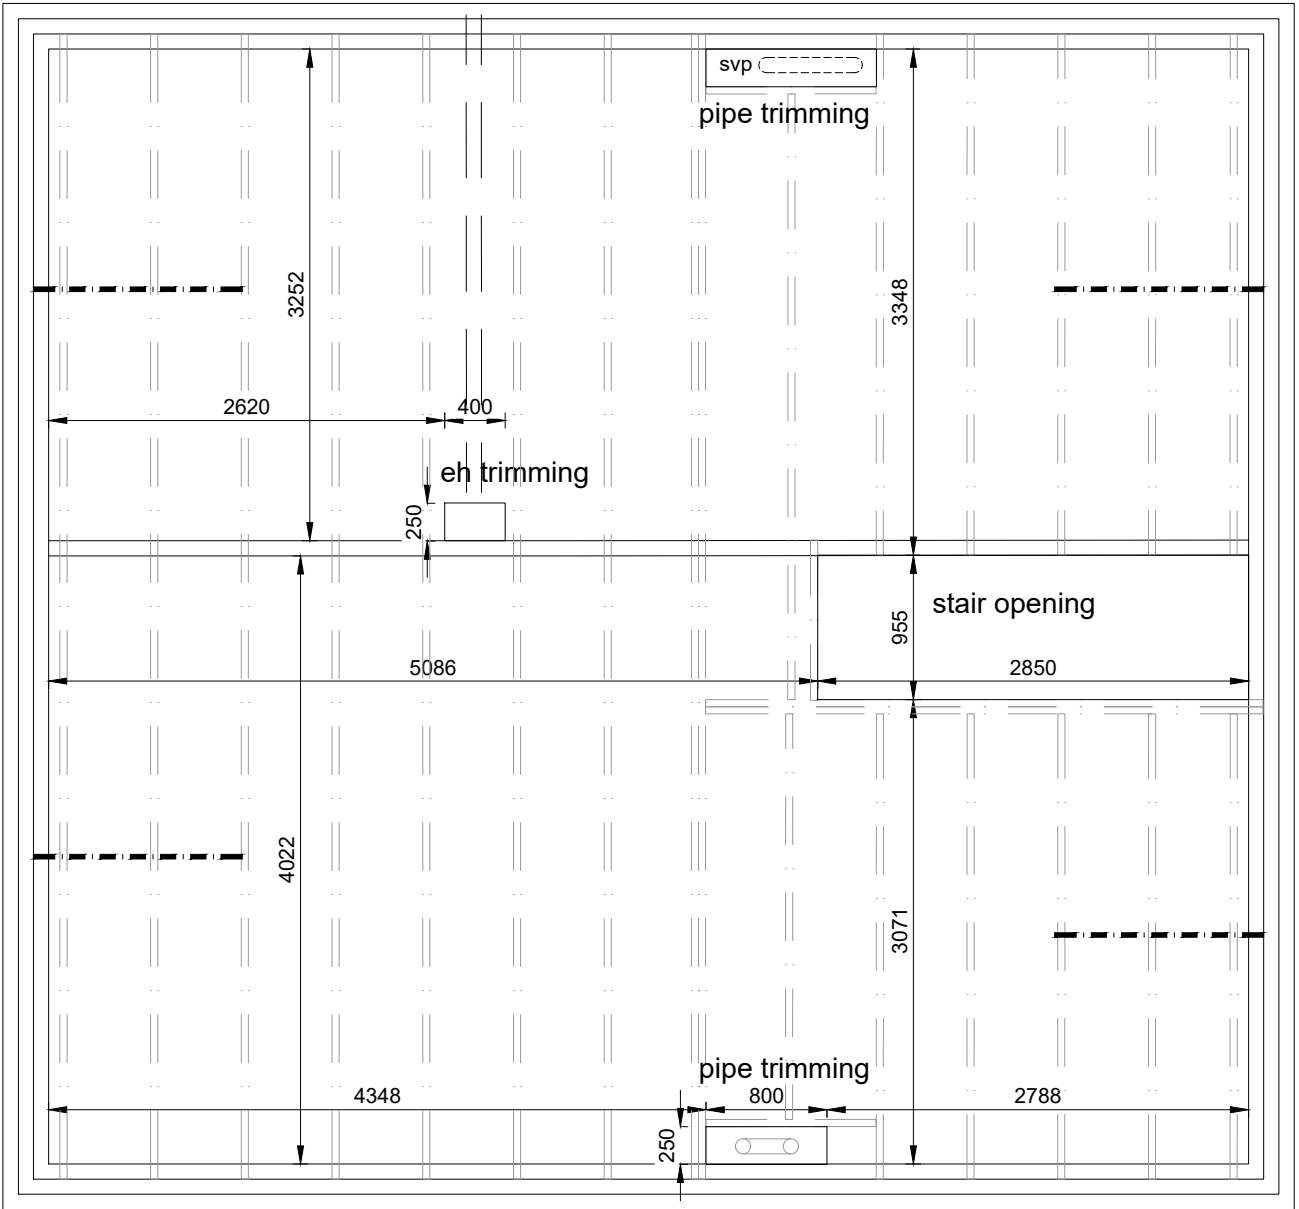 svp
pipe trimming
3252
3348
2620
400
eh trimming
250
stair opening
955
5086
2850
4022
3071
pipe trimming
4348
800
2788
250